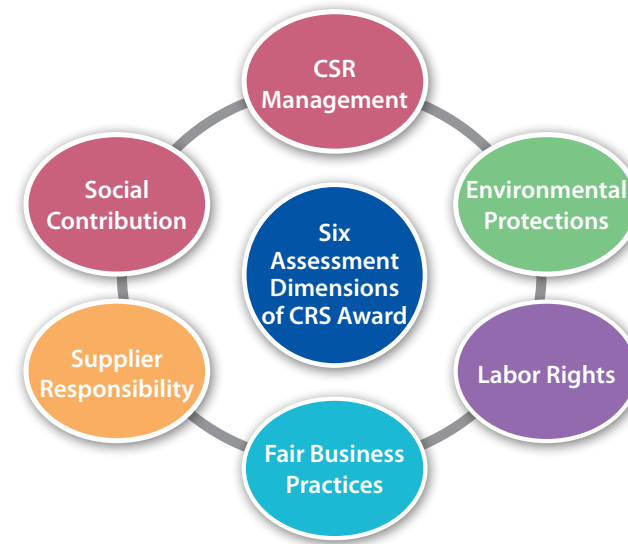 CSR
Management
Environmental
Protections
Labor Rights
Fair Business
Practices
Supplier
Responsibility
Social
Contribution
Six
Assessment
Dimensions
of CRS Award